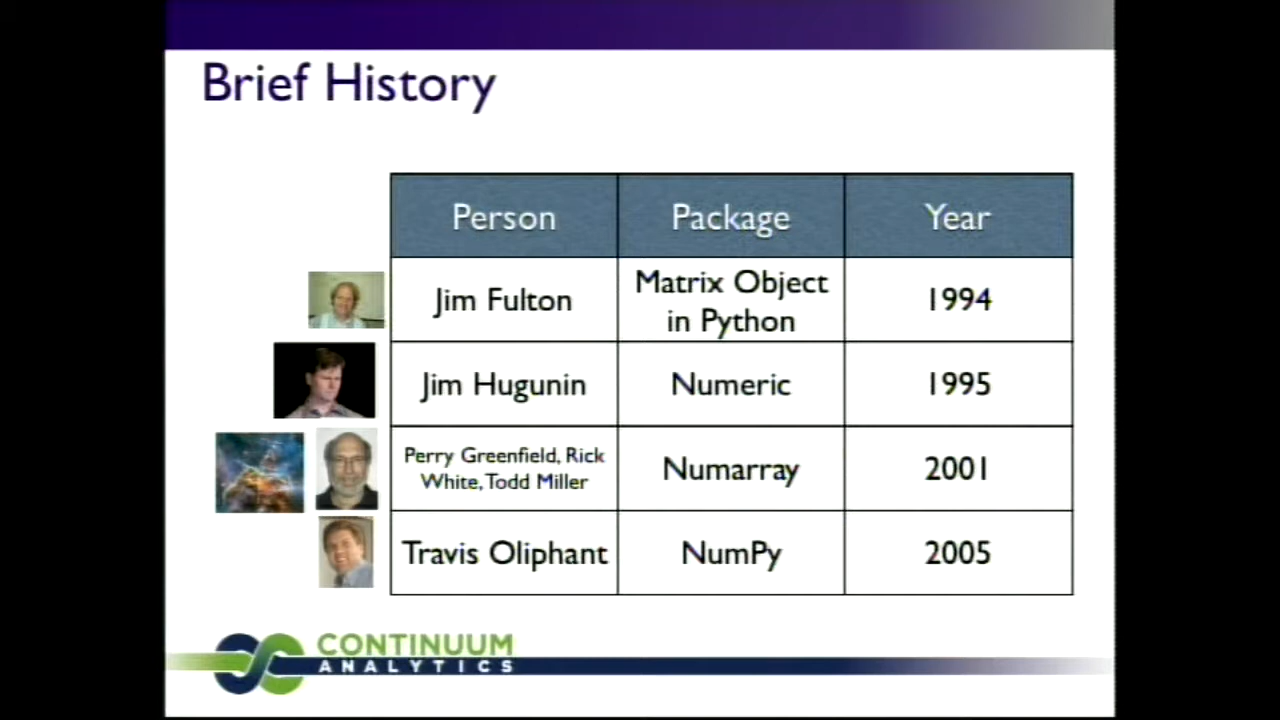 Brief History
Person Package Year
Jim Fulton Matrix Object in Python 1994
Jim Hugunin Numeric 1995
Perry Greenfield, Rick White, Todd Miller Numarray 2001
Travis Oliphant NumPy 2005
CONTINUUM
ANALYTICS